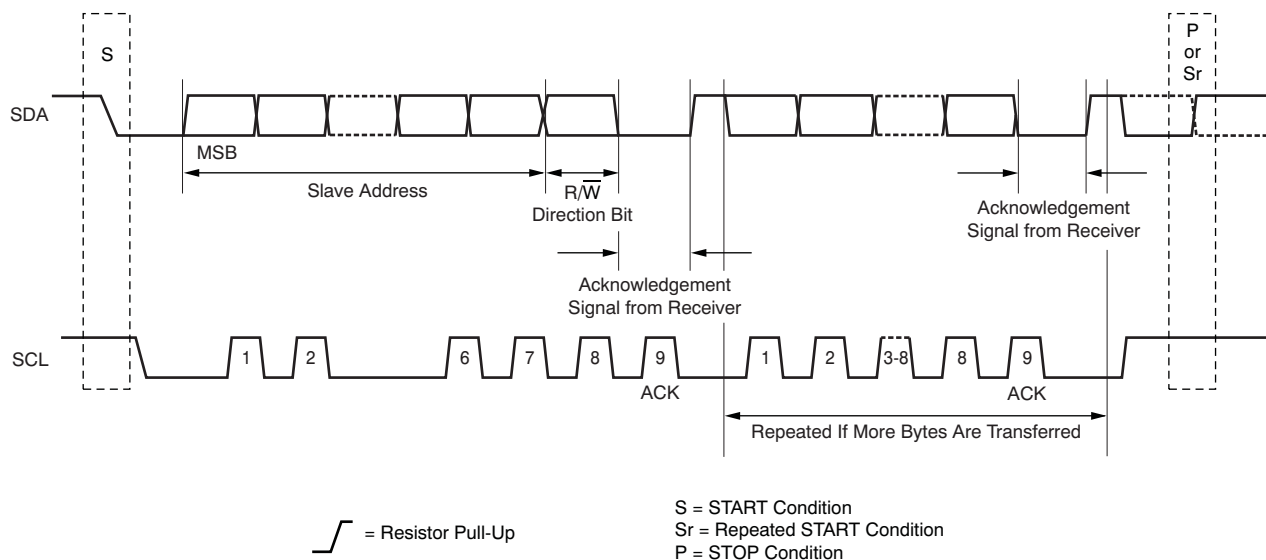 S
P
or
Sr
SDA
MSB
Slave Address
R/W̅
Direction Bit
Acknowledgement
Signal from Receiver
Acknowledgement
Signal from Receiver
SCL
1 2 6 7 8 9 1 2 3-8 8 9
ACK ACK
Repeated If More Bytes Are Transferred
= Resistor Pull-Up
S = START Condition
Sr = Repeated START Condition
P = STOP Condition